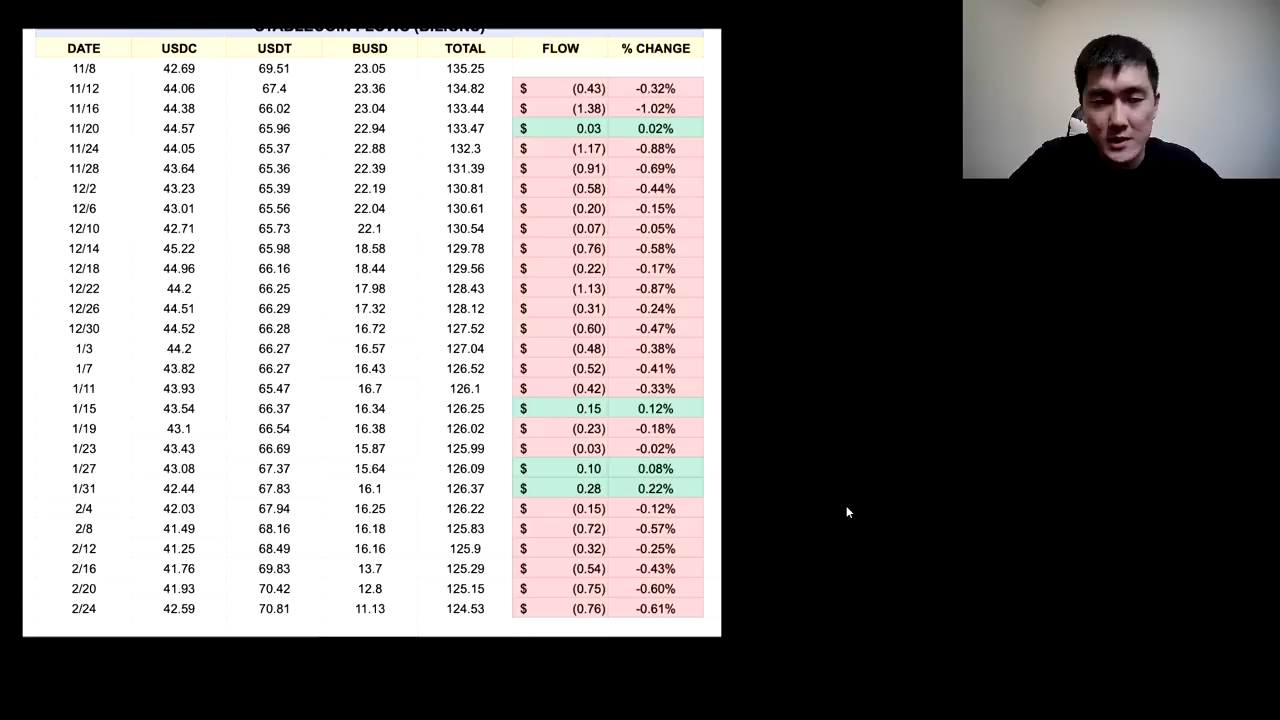 STABLECOIN FLOWS (BILIONS)
DATE USDC USDT BUSD TOTAL FLOW % CHANGE
11/8 42.69 69.51 23.05 135.25
11/12 44.06 67.4 23.36 134.82 $ (0.43) -0.32%
11/16 44.38 66.02 23.04 133.44 $ (1.38) -1.02%
11/20 44.57 65.96 22.94 133.47 $ 0.03 0.02%
11/24 44.05 65.37 22.88 132.3 $ (1.17) -0.88%
11/28 43.64 65.36 22.39 131.39 $ (0.91) -0.69%
12/2 43.23 65.39 22.19 130.81 $ (0.58) -0.44%
12/6 43.01 65.56 22.04 130.61 $ (0.20) -0.15%
12/10 42.71 65.73 22.1 130.54 $ (0.07) -0.05%
12/14 45.22 65.98 18.58 129.78 $ (0.76) -0.58%
12/18 44.96 66.16 18.44 129.56 $ (0.22) -0.17%
12/22 44.2 66.25 17.98 128.43 $ (1.13) -0.87%
12/26 44.51 66.29 17.32 128.12 $ (0.31) -0.24%
12/30 44.52 66.28 16.72 127.52 $ (0.60) -0.47%
1/3 44.2 66.27 16.57 127.04 $ (0.48) -0.38%
1/7 43.82 66.27 16.43 126.52 $ (0.52) -0.41%
1/11 43.93 65.47 16.7 126.1 $ (0.42) -0.33%
1/15 43.54 66.37 16.34 126.25 $ 0.15 0.12%
1/19 43.1 66.54 16.38 126.02 $ (0.23) -0.18%
1/23 43.43 66.69 15.87 125.99 $ (0.03) -0.02%
1/27 43.08 67.37 15.64 126.09 $ 0.10 0.08%
1/31 42.44 67.83 16.1 126.37 $ 0.28 0.22%
2/4 42.03 67.94 16.25 126.22 $ (0.15) -0.12%
2/8 41.49 68.16 16.18 125.83 $ (0.72) -0.57%
2/12 41.25 68.49 16.16 125.9 $ (0.32) -0.25%
2/16 41.76 69.83 13.7 125.29 $ (0.54) -0.43%
2/20 41.93 70.42 12.8 125.15 $ (0.75) -0.60%
2/24 42.59 70.81 11.13 124.53 $ (0.76) -0.61%